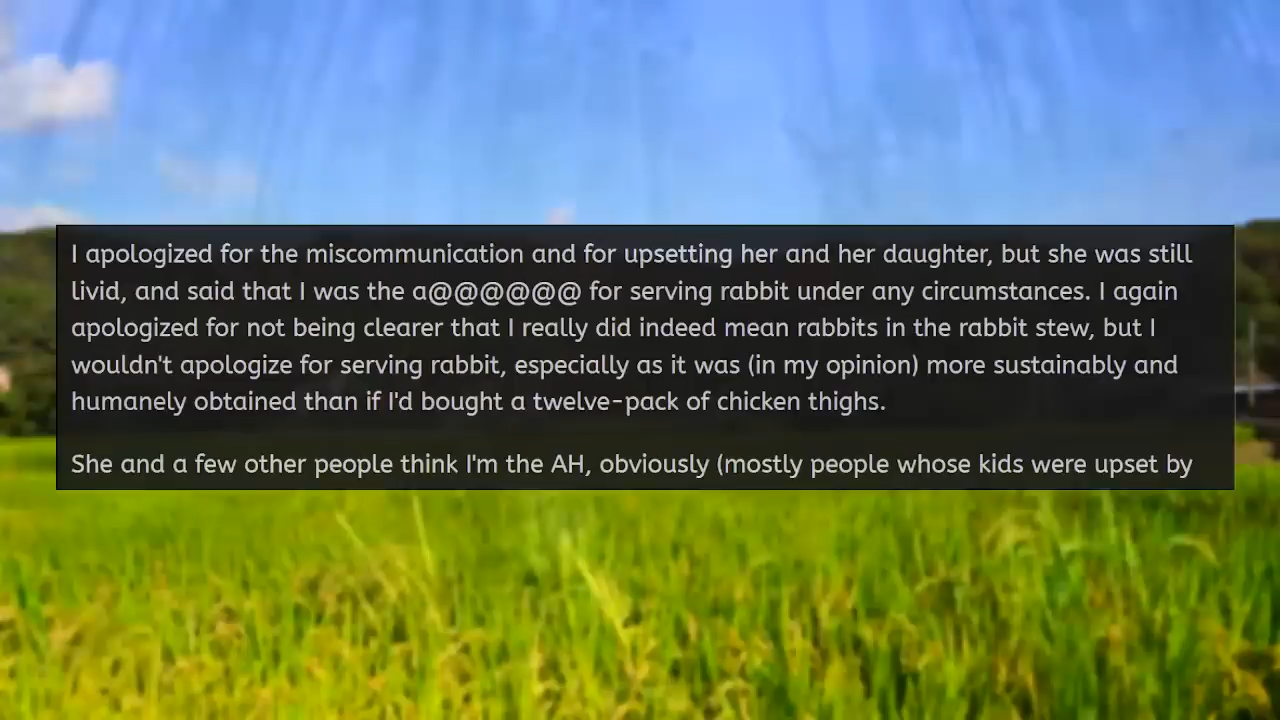 I apologized for the miscommunication and for upsetting her and her daughter, but she was still
livid, and said that I was the a@@@@@@ for serving rabbit under any circumstances. I again
apologized for not being clearer that I really did indeed mean rabbits in the rabbit stew, but I
wouldn't apologize for serving rabbit, especially as it was (in my opinion) more sustainably and
humanely obtained than if I'd bought a twelve-pack of chicken thighs.
She and a few other people think I'm the AH, obviously (mostly people whose kids were upset by